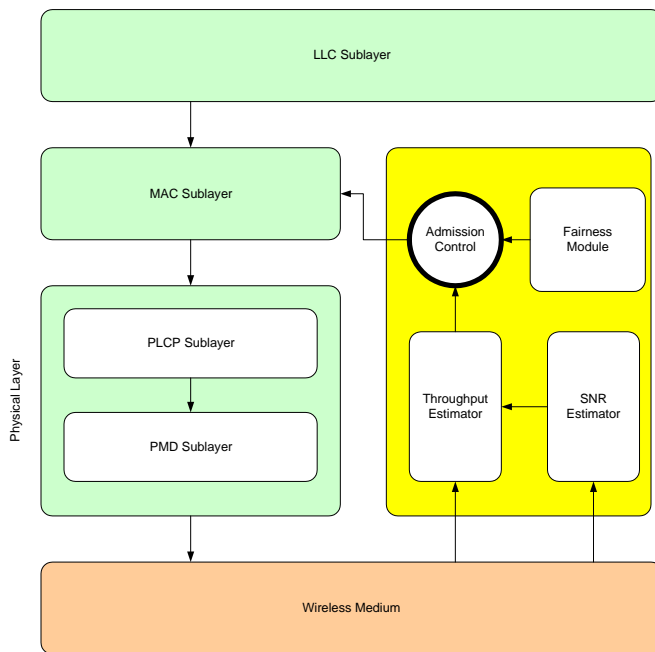 LLC Sublayer
MAC Sublayer
Admission
Control
Fairness
Module
Physical Layer
PLCP Sublayer
PMD Sublayer
Throughput
Estimator
SNR
Estimator
Wireless Medium